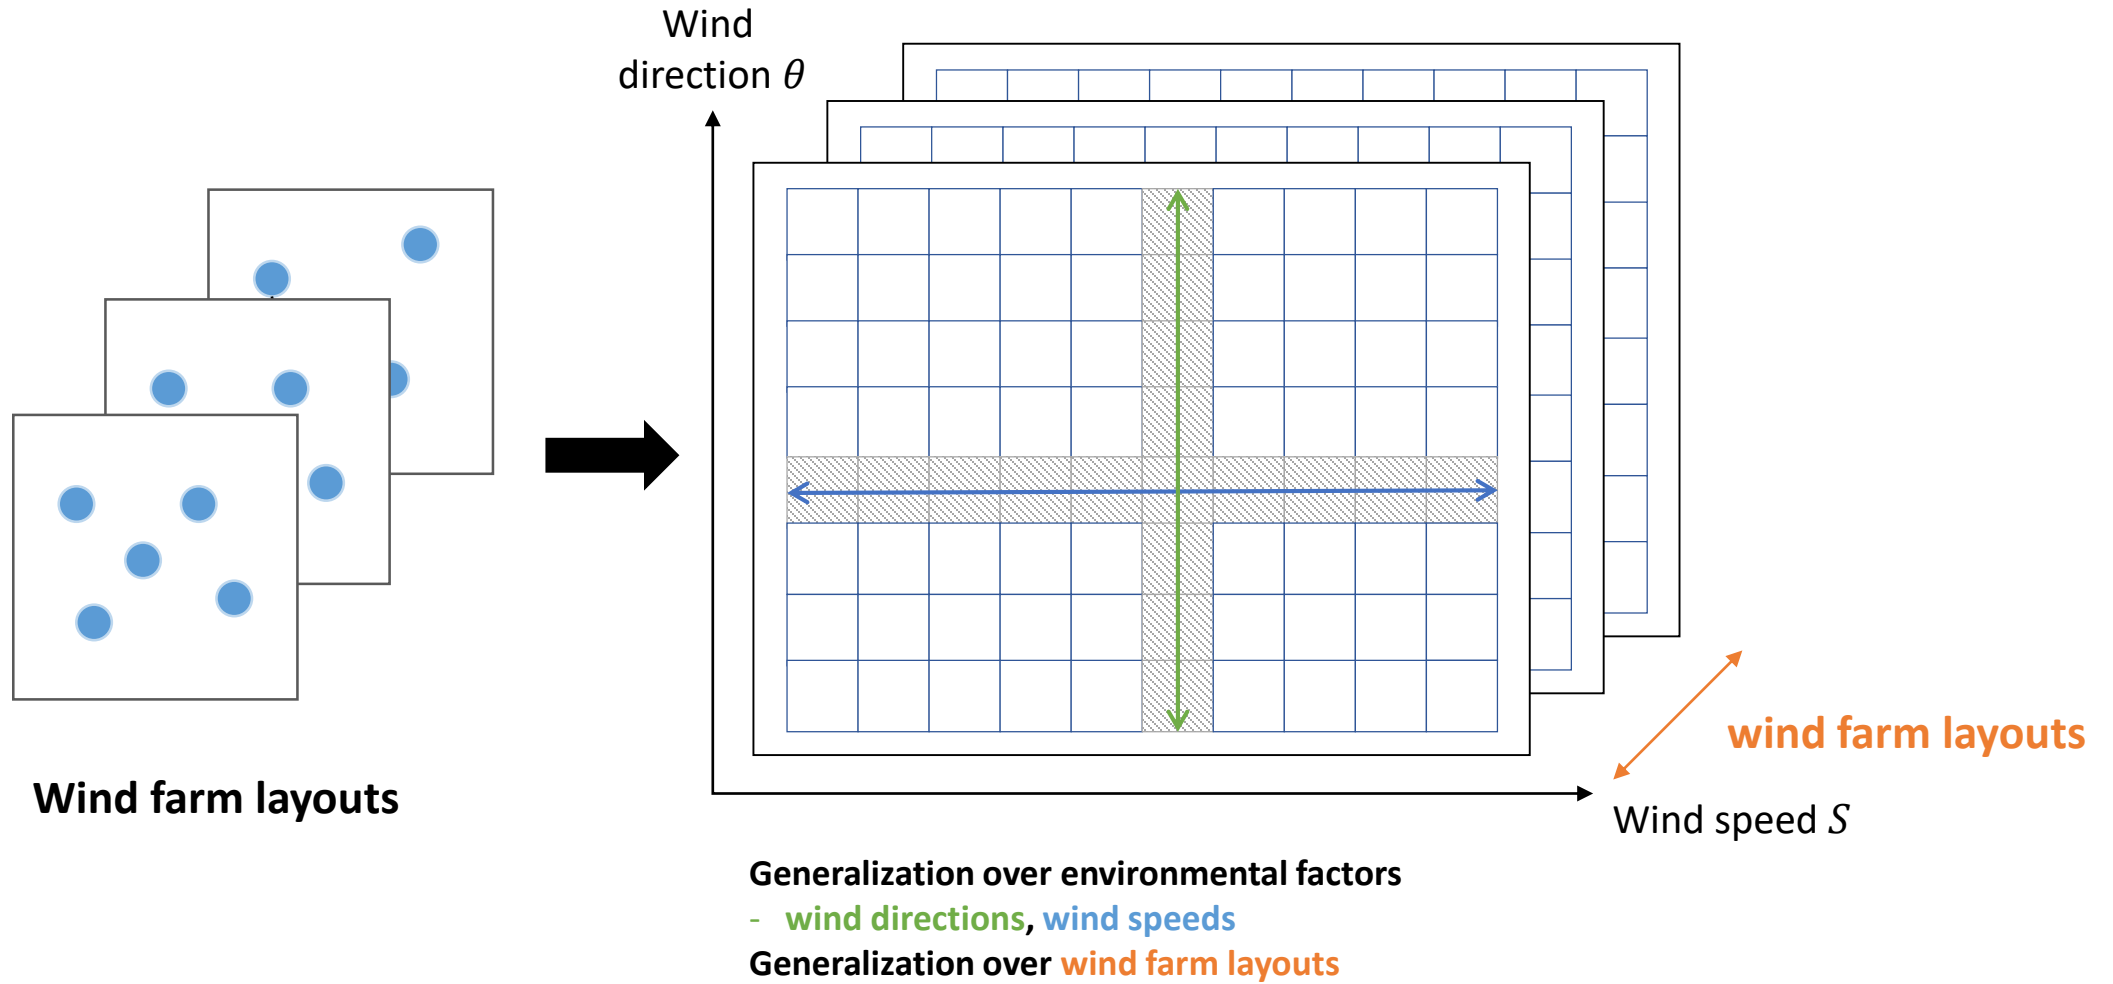 Wind
direction θ
wind farm layouts
Wind farm layouts
Wind speed S
Generalization over environmental factors
- wind directions, wind speeds
Generalization over wind farm layouts